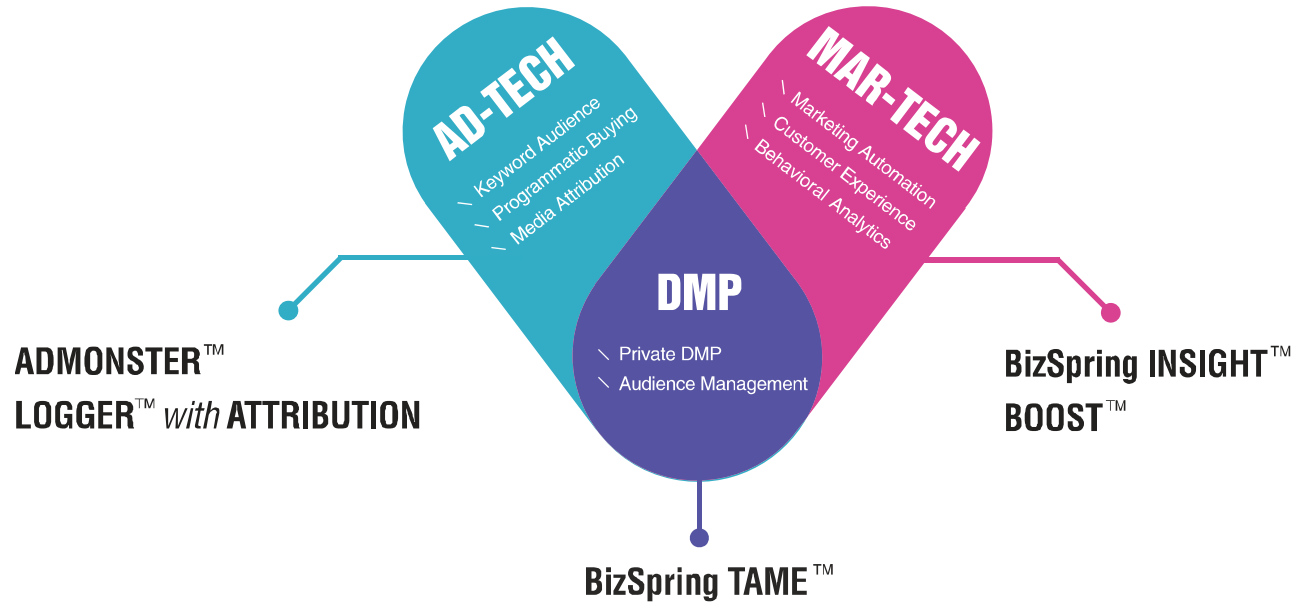 AD-TECH
Keyword Audience
Programmatic Buying
Media Attribution
MAR-TECH
Marketing Automation
Customer Experience
Behavioral Analytics
DMP
Private DMP
Audience Management
ADMONSTER™
LOGGER™ with ATTRIBUTION
BizSpring INSIGHT™
BOOST™
BizSpring TAME™